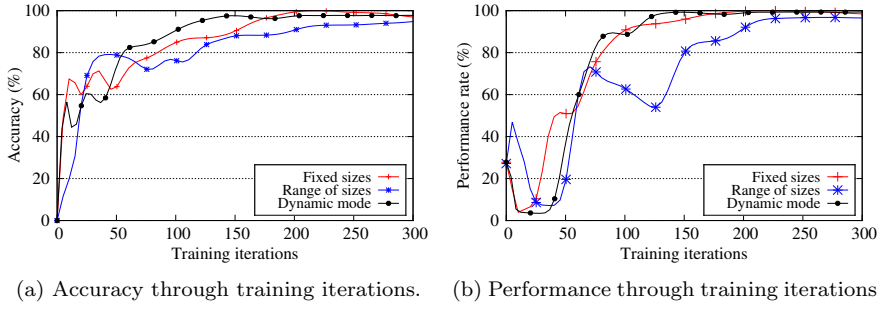 100
80
60
40
20
0
Accuracy (%)
Fixed sizes
Range of sizes
Dynamic mode
0 50 100 150 200 250 300
Training iterations
(a) Accuracy through training iterations.
100
80
60
40
20
0
Performance rate (%)
Fixed sizes
Range of sizes
Dynamic mode
0 50 100 150 200 250 300
Training iterations
(b) Performance through training iterations